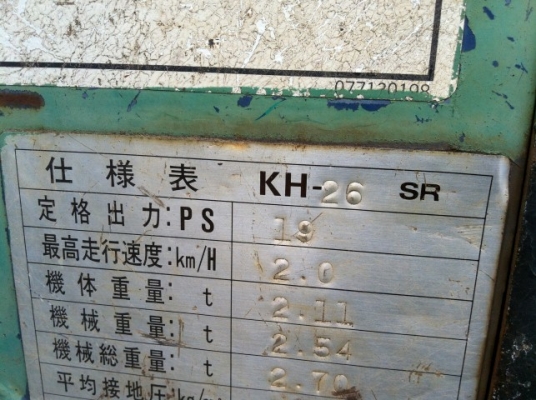 077130198
仕様表 KH-26 SR
定格出力:PS 19
最高走行速度:km/H 2.0
機体重量: t 2.11
機械重量: t 2.54
機械総重量: t 2.70
平均接地圧: